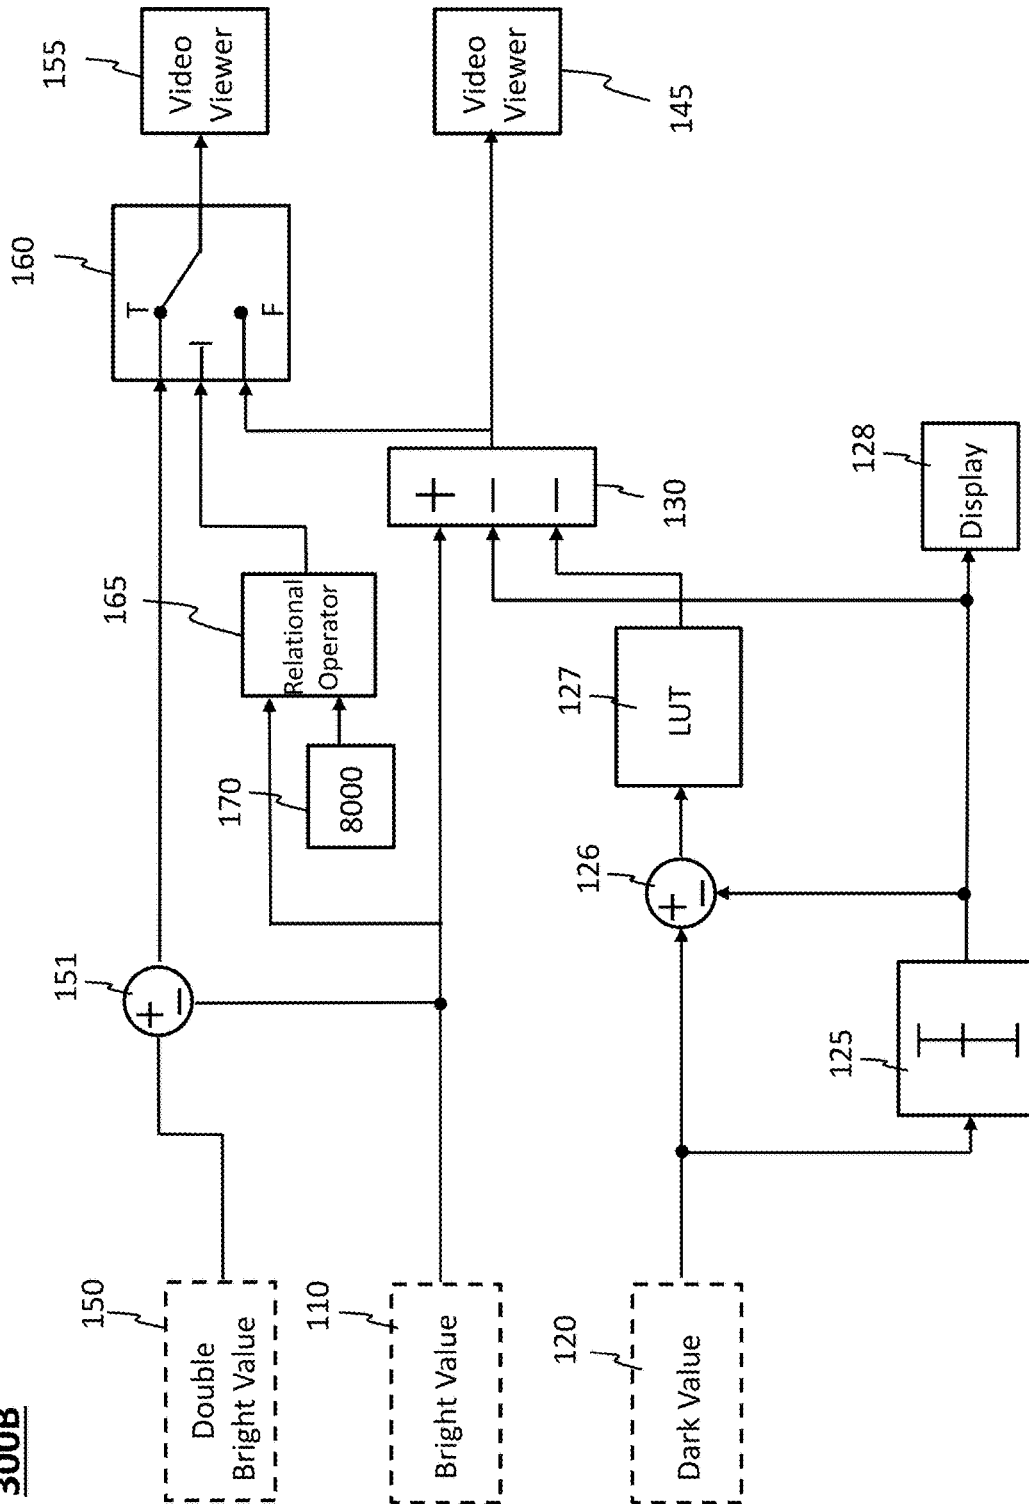 300B
150
Double
Bright Value
151
+
−
110
Bright Value
120
Dark Value
125
126
+
−
127
LUT
128
Display
170
8000
165
Relational
Operator
130
+
−
−
160
T
F
155
Video
Viewer
145
Video
Viewer